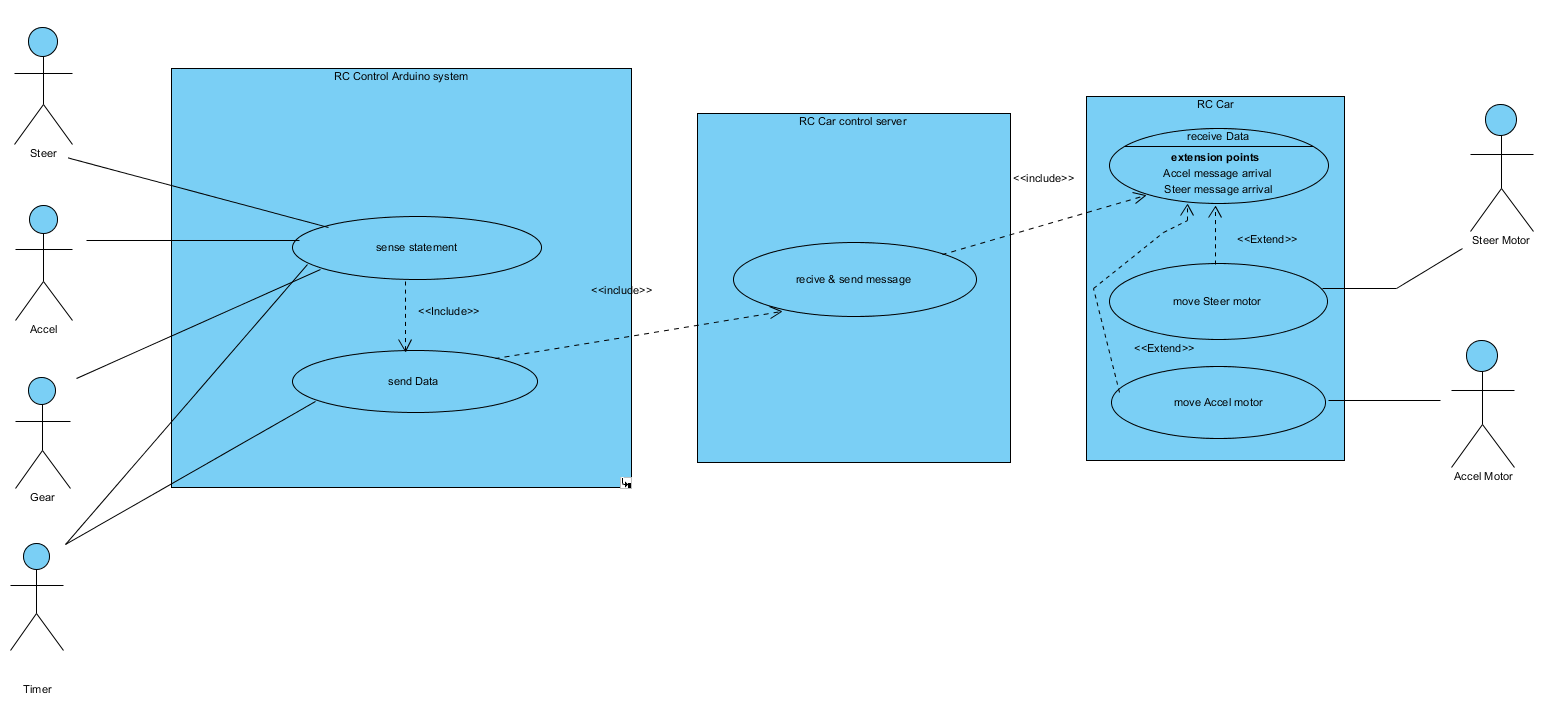 Steer
Accel
Gear
Timer
RC Control Arduino system
sense statement
<<Include>>
send Data
<<include>>
RC Car control server
recive & send message
<<include>>
RC Car
receive Data
extension points
Accel message arrival
Steer message arrival
<<Extend>>
move Steer motor
<<Extend>>
move Accel motor
Steer Motor
Accel Motor